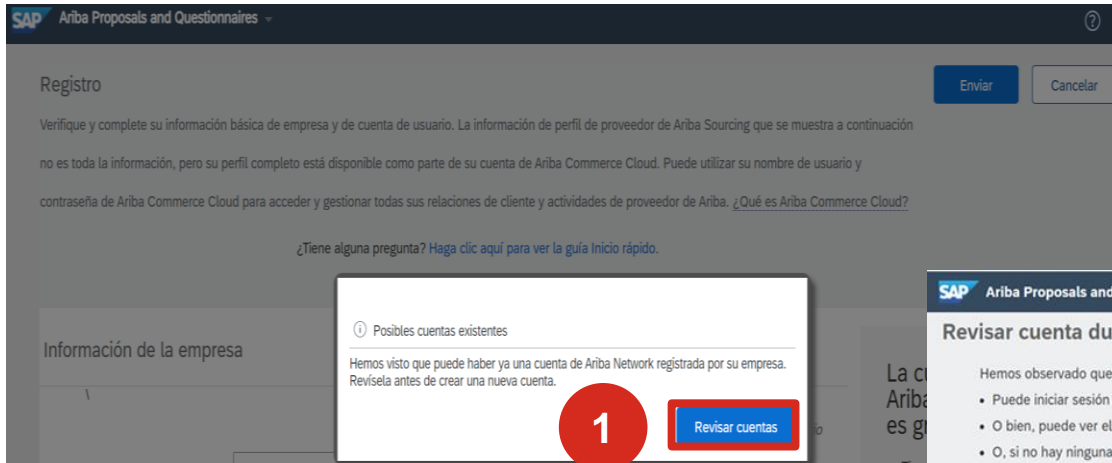 SAP Ariba Proposals and Questionnaires
Registro
Enviar
Cancelar
Verifique y complete su información básica de empresa y de cuenta de usuario. La información de perfil de proveedor de Ariba Sourcing que se muestra a continuación
no es toda la información, pero su perfil completo está disponible como parte de su cuenta de Ariba Commerce Cloud. Puede utilizar su nombre de usuario y
contraseña de Ariba Commerce Cloud para acceder y gestionar todas sus relaciones de cliente y actividades de proveedor de Ariba. ¿Qué es Ariba Commerce Cloud?
¿Tiene alguna pregunta? Haga clic aquí para ver la guía Inicio rápido.
Información de la empresa
Posibles cuentas existentes
Hemos visto que puede haber ya una cuenta de Ariba Network registrada por su empresa.
Revísela antes de crear una nueva cuenta.
1
Revisar cuentas
La cu
Ariba
es gr
SAP Ariba Proposals and
Revisar cuenta du
Hemos observado que
• Puede iniciar sesión
• O bien, puede ver el
• O, si no hay ninguna